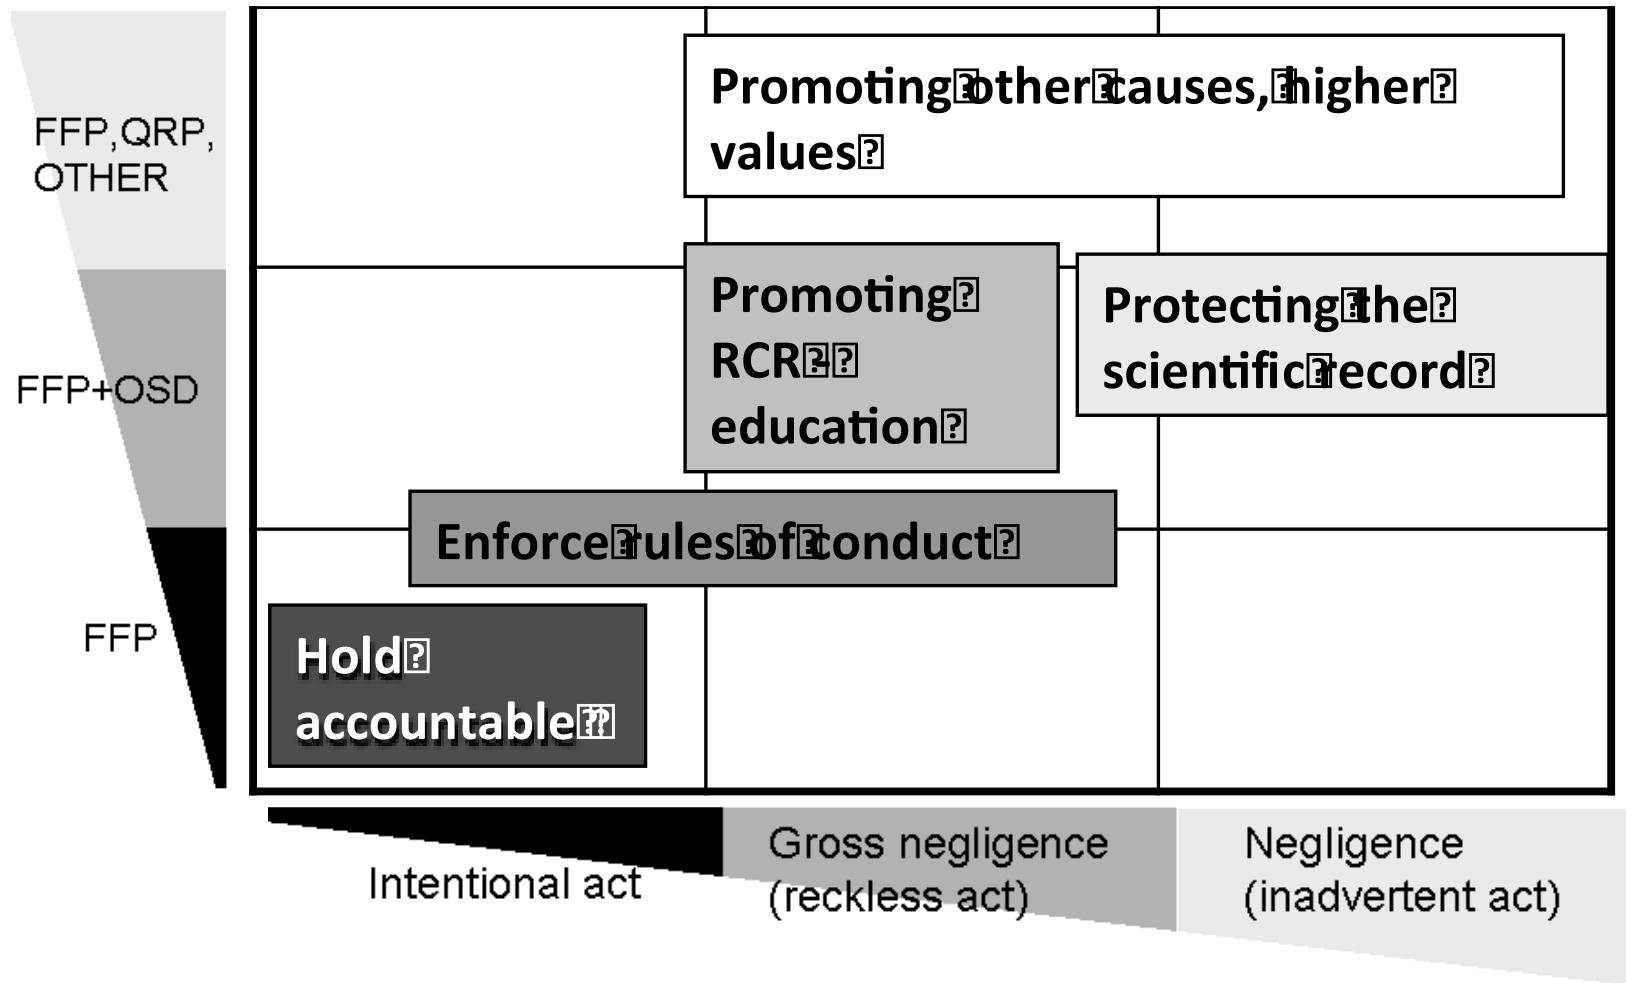 Promoting other causes, higher
values
FFP,QRP,
OTHER
Promoting
RCR -
education
Protecting the
scientific record
FFP+OSD
Enforce rules of conduct
FFP
Hold
accountable
Intentional act
Gross negligence
(reckless act)
Negligence
(inadvertent act)